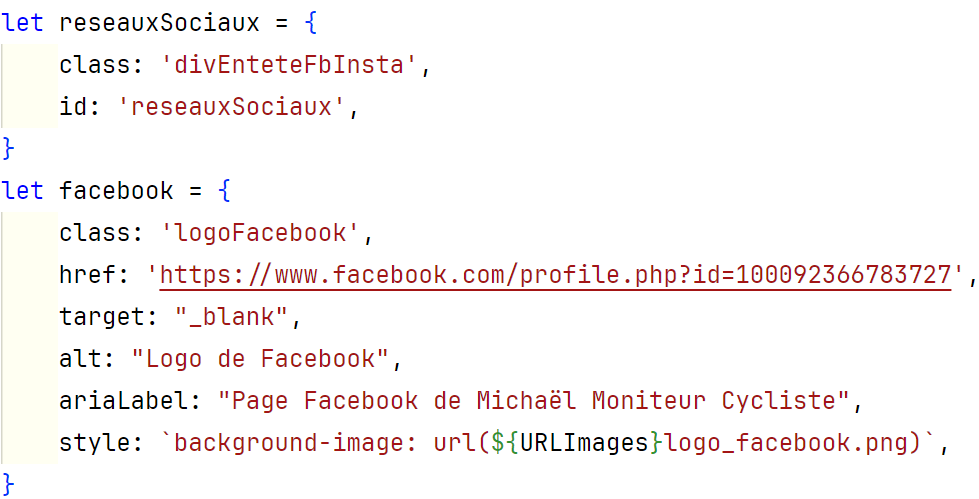 let reseauxSociaux = {
    class: 'divEnteteFbInsta',
    id: 'reseauxSociaux',
}
let facebook = {
    class: 'logoFacebook',
    href: 'https://www.facebook.com/profile.php?id=100092366783727',
    target: "_blank",
    alt: "Logo de Facebook",
    ariaLabel: "Page Facebook de Michaël Moniteur Cycliste",
    style: `background-image: url(${URLImages}logo_facebook.png)`,
}